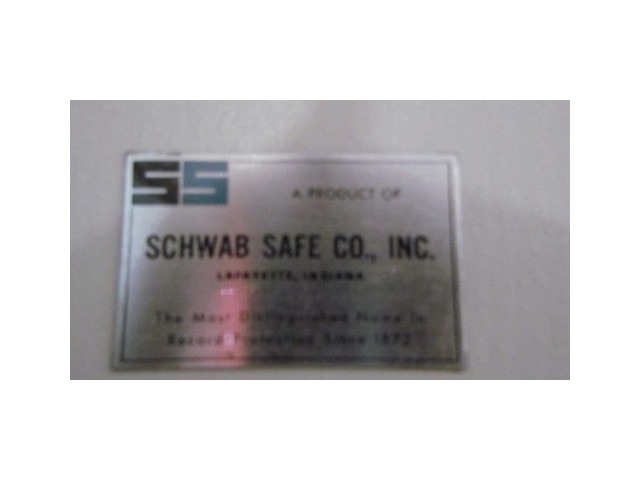 SS
A PRODUCT OF
SCHWAB SAFE CO., INC.
LAFAYETTE, INDIANA
The Most Distinguished Name In
Record Protection Since 1872